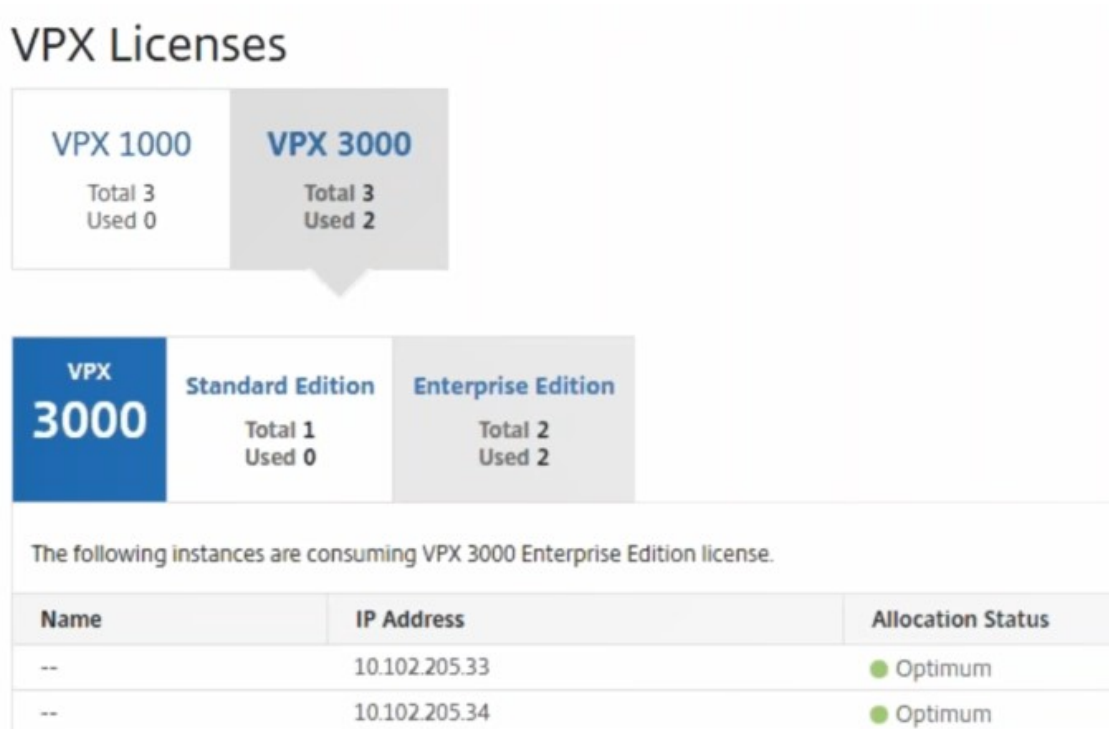 VPX Licenses
VPX 1000
Total 3
Used 0
VPX 3000
Total 3
Used 2
VPX
3000
Standard Edition
Total 1
Used 0
Enterprise Edition
Total 2
Used 2
The following instances are consuming VPX 3000 Enterprise Edition license.
Name IP Address Allocation Status
-- 10.102.205.33 Optimum
-- 10.102.205.34 Optimum